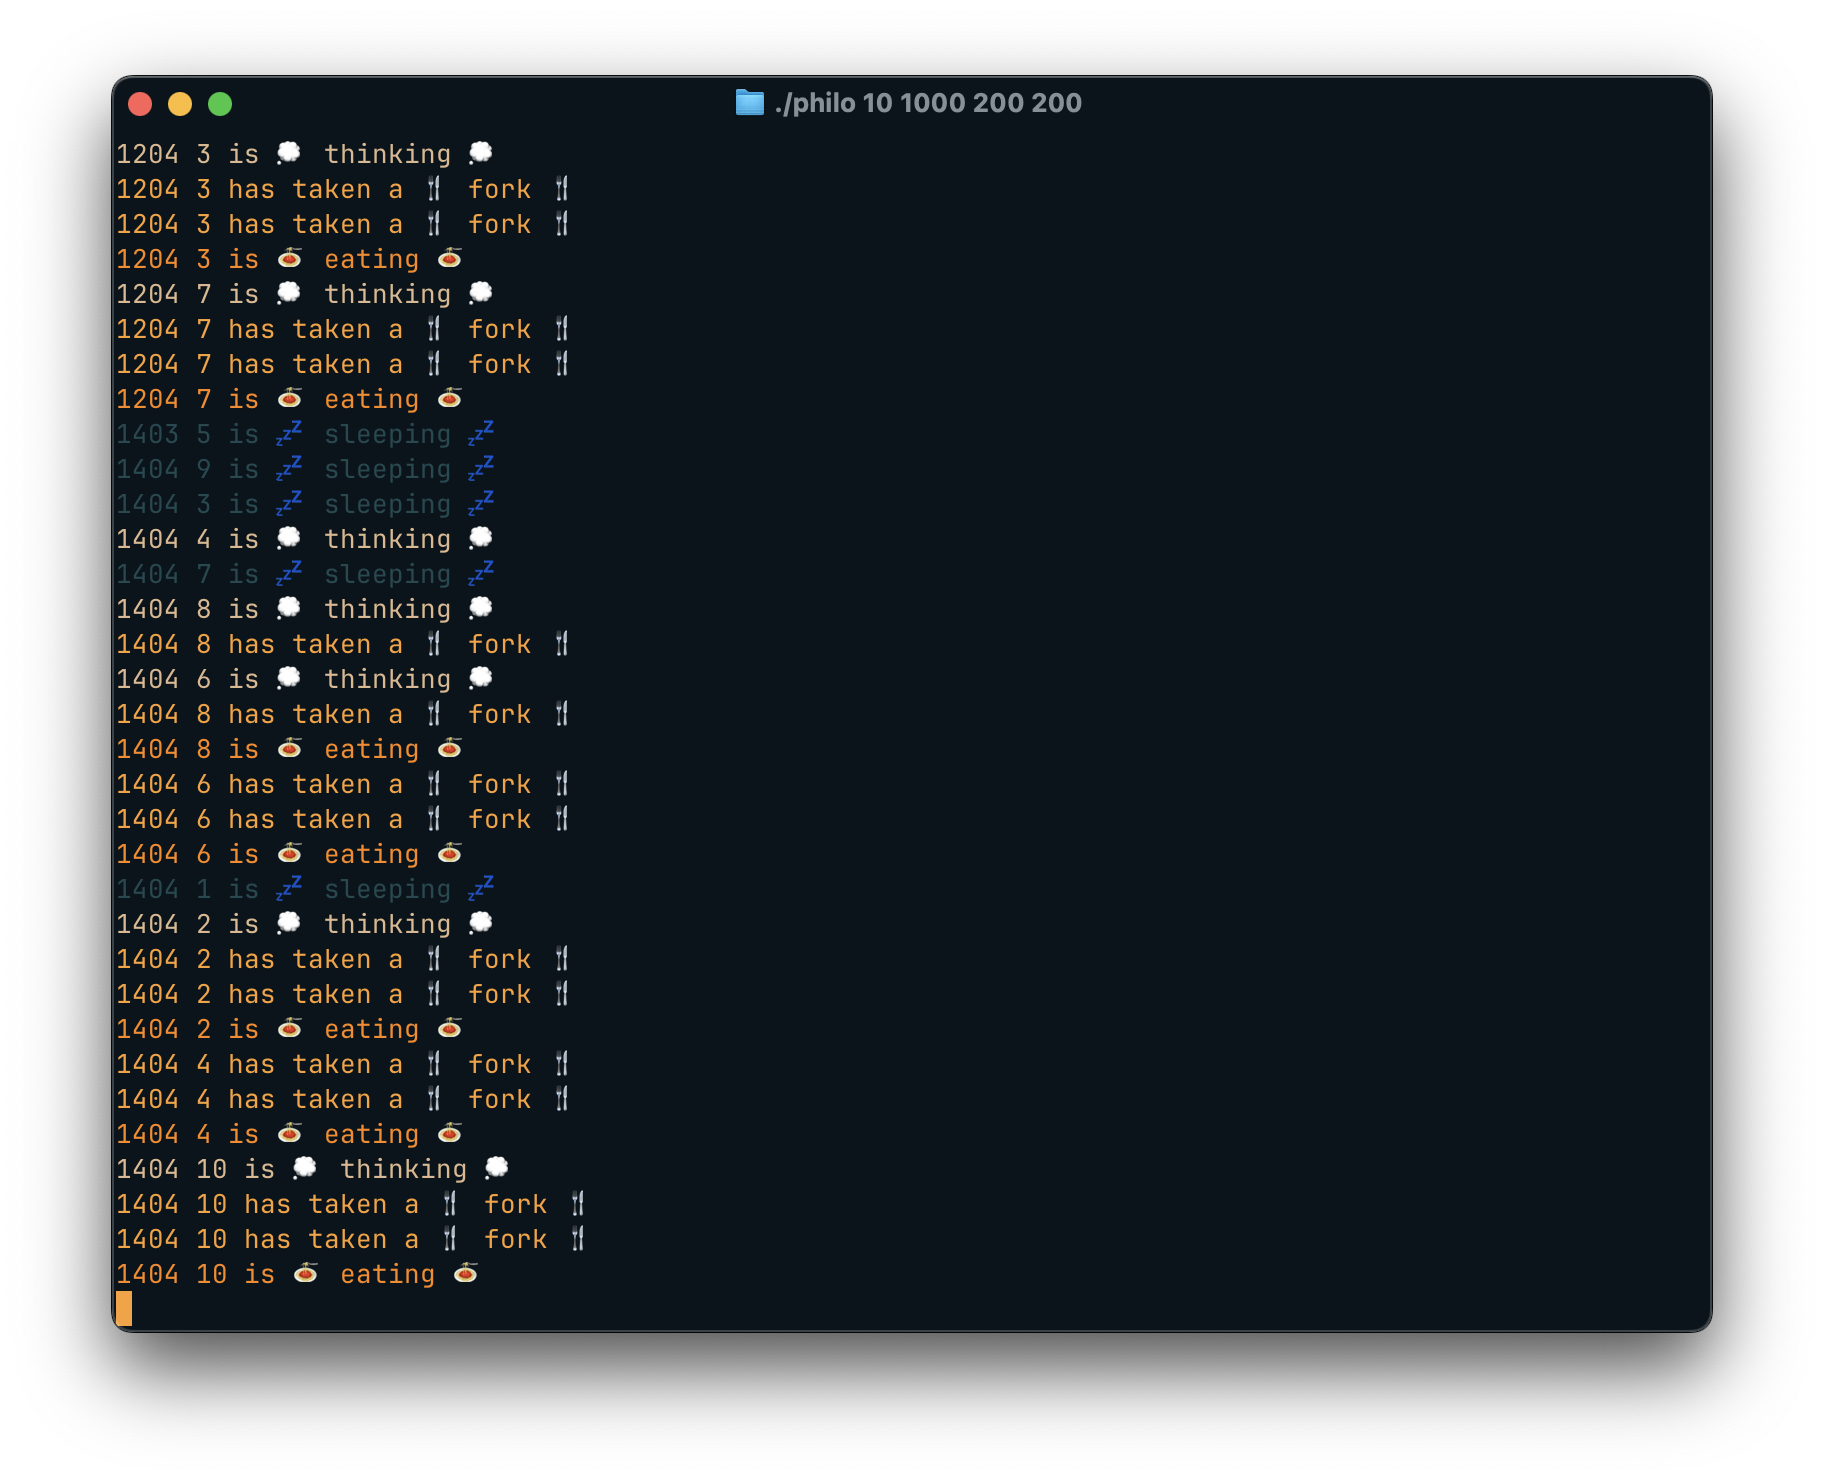 ./philo 10 1000 200 200
1204 3 is 💭 thinking 💭
1204 3 has taken a 🍴 fork 🍴
1204 3 has taken a 🍴 fork 🍴
1204 3 is 🍝 eating 🍝
1204 7 is 💭 thinking 💭
1204 7 has taken a 🍴 fork 🍴
1204 7 has taken a 🍴 fork 🍴
1204 7 is 🍝 eating 🍝
1403 5 is 💤 sleeping 💤
1404 9 is 💤 sleeping 💤
1404 3 is 💤 sleeping 💤
1404 4 is 💭 thinking 💭
1404 7 is 💤 sleeping 💤
1404 8 is 💭 thinking 💭
1404 8 has taken a 🍴 fork 🍴
1404 6 is 💭 thinking 💭
1404 8 has taken a 🍴 fork 🍴
1404 8 is 🍝 eating 🍝
1404 6 has taken a 🍴 fork 🍴
1404 6 has taken a 🍴 fork 🍴
1404 6 is 🍝 eating 🍝
1404 1 is 💤 sleeping 💤
1404 2 is 💭 thinking 💭
1404 2 has taken a 🍴 fork 🍴
1404 2 has taken a 🍴 fork 🍴
1404 2 is 🍝 eating 🍝
1404 4 has taken a 🍴 fork 🍴
1404 4 has taken a 🍴 fork 🍴
1404 4 is 🍝 eating 🍝
1404 10 is 💭 thinking 💭
1404 10 has taken a 🍴 fork 🍴
1404 10 has taken a 🍴 fork 🍴
1404 10 is 🍝 eating 🍝